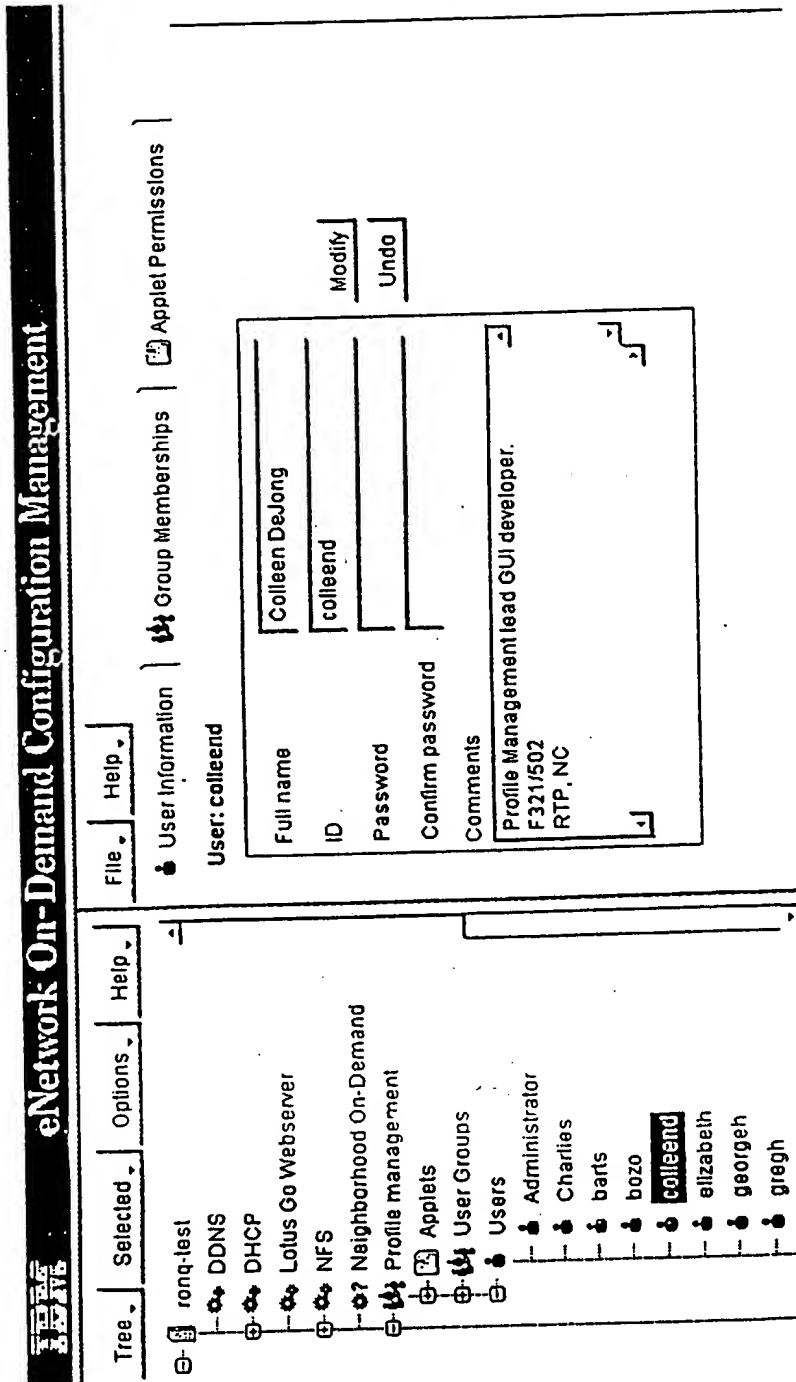 IBM eNetwork On-Demand Configuration Management
Tree Selected Options Help
ronq-test
DDNS
DHCP
Lotus Go Webserver
NFS
? Neighborhood On-Demand
Profile management
Applets
User Groups
Users
Administrator
Charlies
barts
bozo
colleend
elizabeth
georgeh
gregh
File Help
User Information Group Memberships Applet Permissions
User: colleend
Full name Colleen DeJong
ID colleend
Modify
Password
Undo
Confirm password
Comments
Profile Management lead GUI developer.
F321/502
RTP, NC